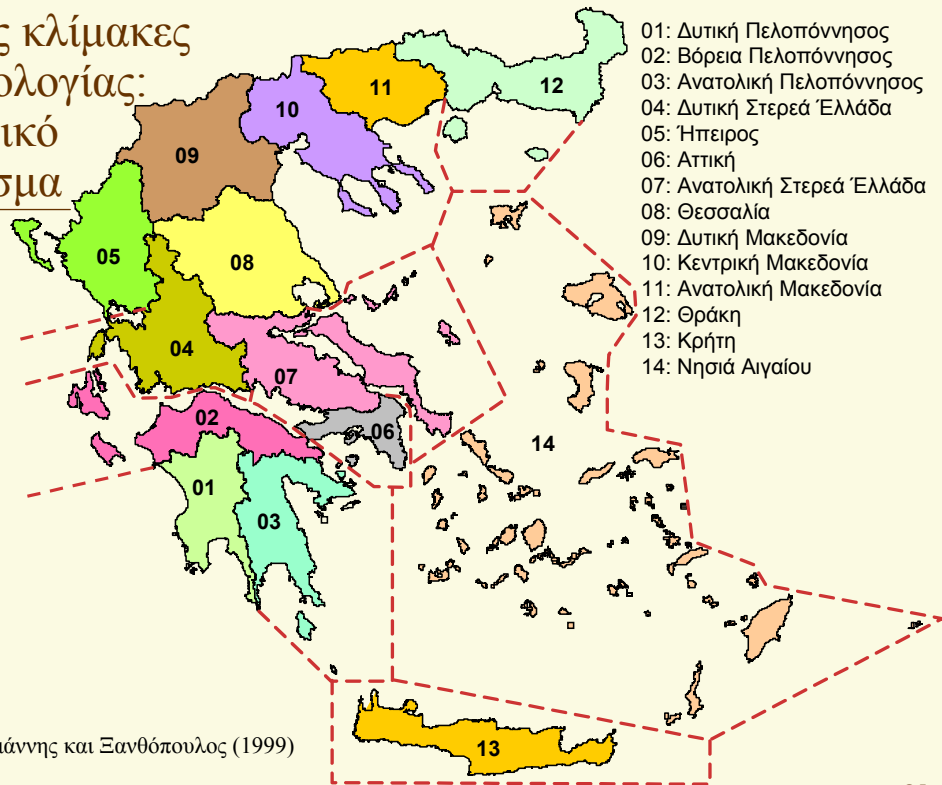 ς κλίμακες
ολογίας:
ικό
σμα
01: Δυτική Πελοπόννησος
02: Βόρεια Πελοπόννησος
03: Ανατολική Πελοπόννησος
04: Δυτική Στερεά Έλλάδα
05: Ήπειρος
06: Αττική
07: Ανατολική Στερεά Έλλάδα
08: Θεσσαλία
09: Δυτική Μακεδονία
10: Κεντρική Μακεδονία
11: Ανατολική Μακεδονία
12: Θράκη
13: Κρήτη
14: Νησιά Αιγαίου
11
12
10
09
05
08
04
07
02
06
14
01
03
13
ιάννης και Ξανθόπουλος (1999)